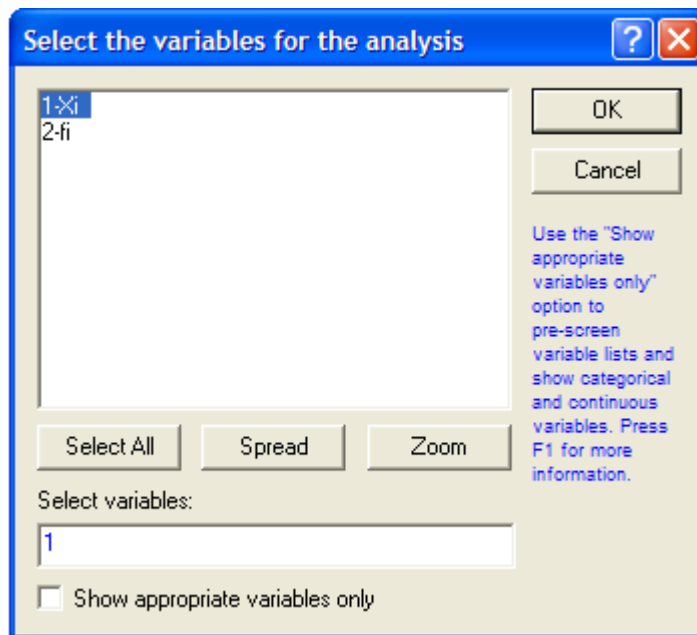 Select the variables for the analysis
1-Xi
2-fi
OK
Cancel
Use the "Show
appropriate
variables only"
option to
pre-screen
variable lists and
show categorical
and continuous
variables. Press
F1 for more
information.
Select All
Spread
Zoom
Select variables:
1
Show appropriate variables only